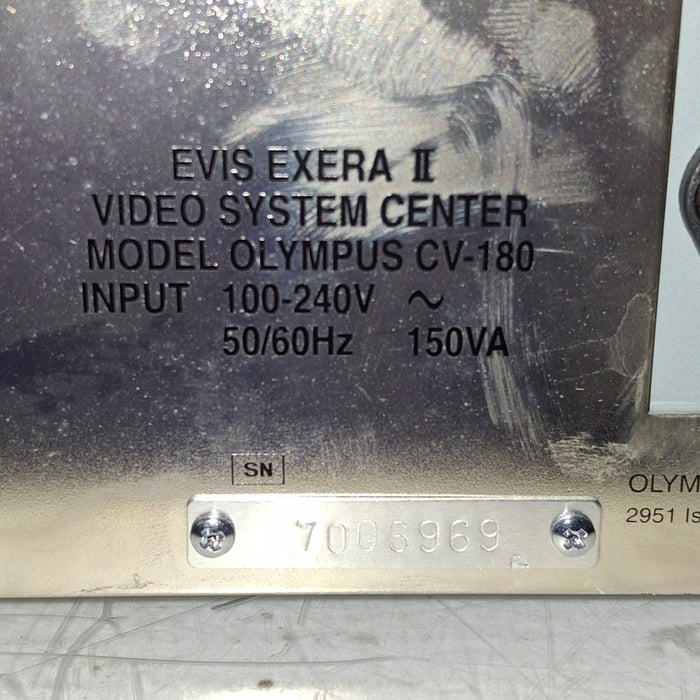 EVIS EXERA II
VIDEO SYSTEM CENTER
MODEL OLYMPUS CV-180
INPUT 100-240V ~
50/60Hz 150VA
SN
7006969
OLYM
2951 Is